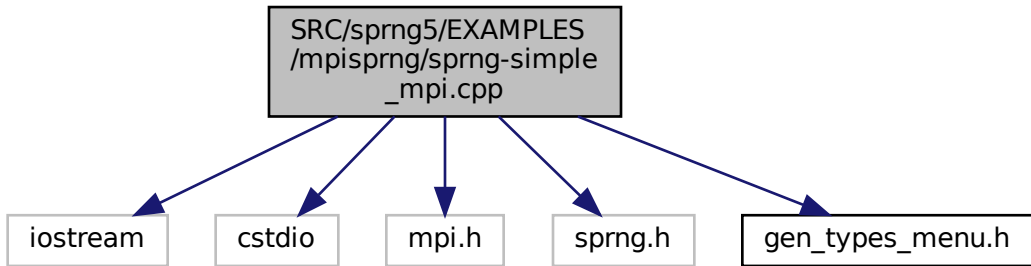 SRC/sprng5/EXAMPLES
/mpisprng/sprng-simple
_mpi.cpp
iostream
cstdio
mpi.h
sprng.h
gen_types_menu.h